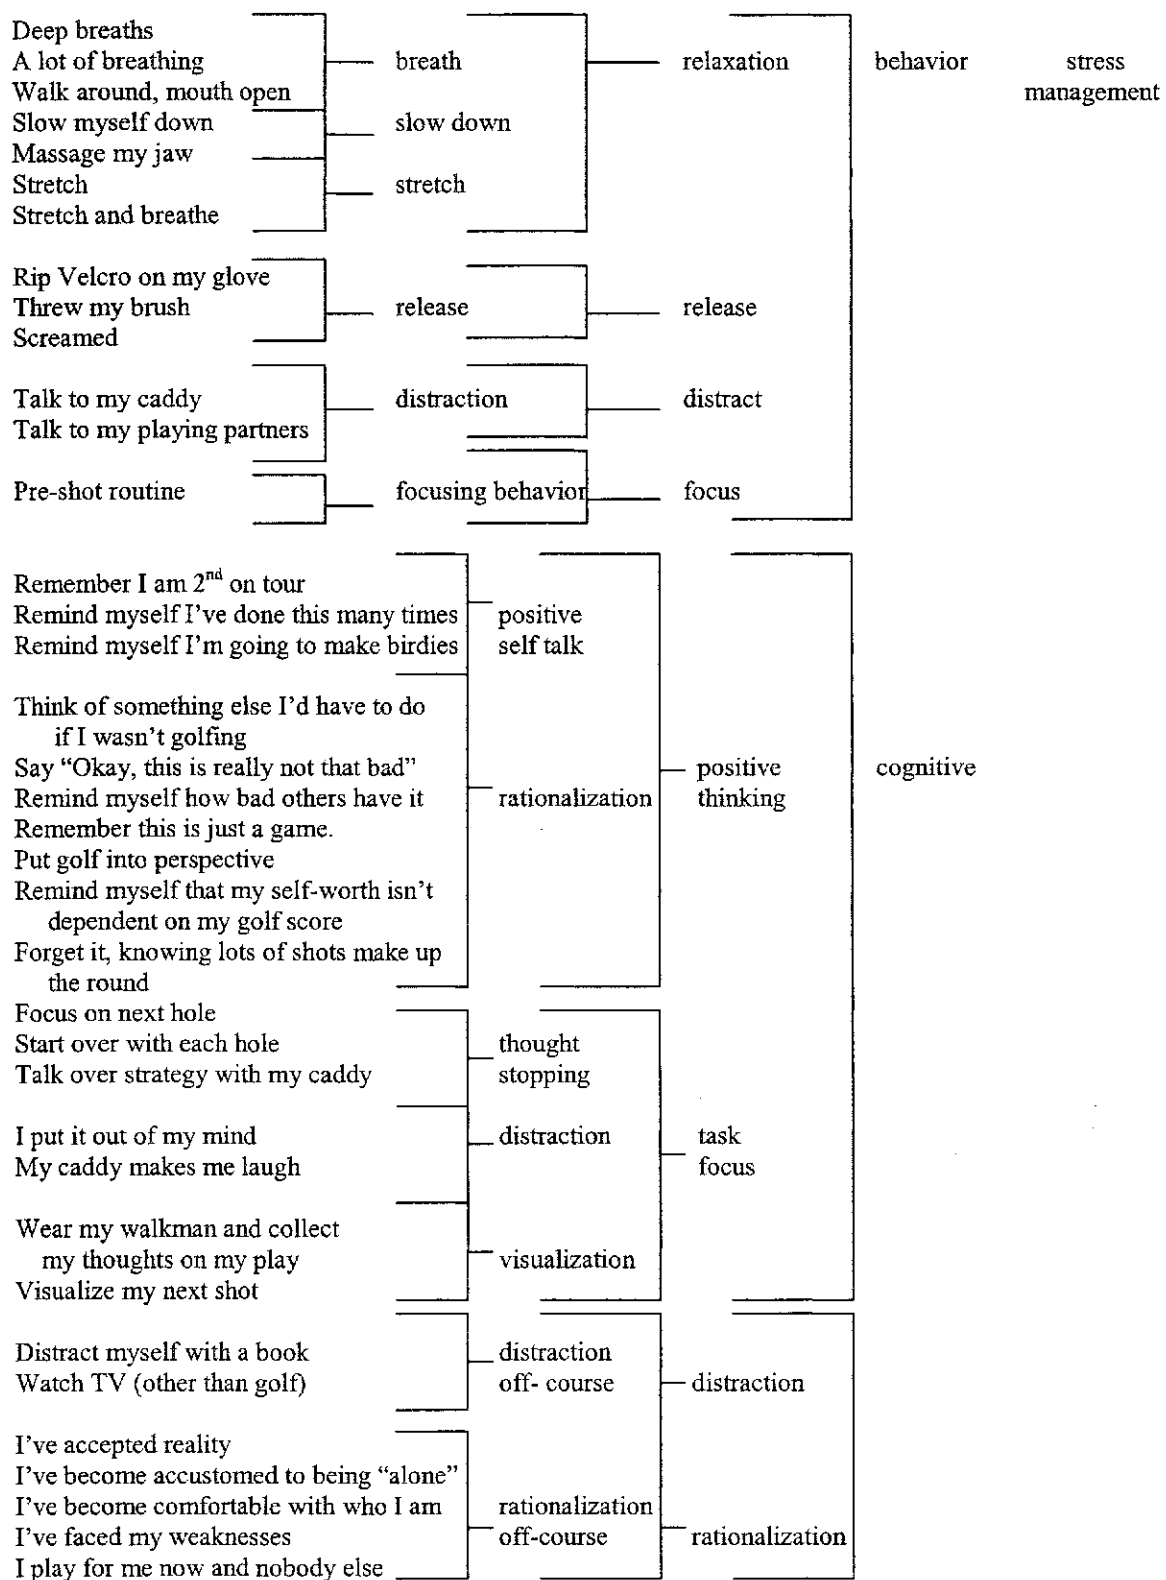 Deep breaths
A lot of breathing breath relaxation behavior stress
Walk around, mouth open management
Slow myself down slow down
Massage my jaw
Stretch stretch
Stretch and breathe
Rip Velcro on my glove
Threw my brush release release
Screamed
Talk to my caddy distraction distract
Talk to my playing partners
Pre-shot routine focusing behavior focus
Remember I am 2nd on tour
Remind myself I've done this many times positive
Remind myself I'm going to make birdies self talk
Think of something else I'd have to do
if I wasn't golfing
Say “Okay, this is really not that bad” positive cognitive
Remind myself how bad others have it rationalization thinking
Remember this is just a game.
Put golf into perspective
Remind myself that my self-worth isn't
dependent on my golf score
Forget it, knowing lots of shots make up
the round
Focus on next hole
Start over with each hole thought
Talk over strategy with my caddy stopping
I put it out of my mind distraction task
My caddy makes me laugh focus
Wear my walkman and collect
my thoughts on my play visualization
Visualize my next shot
Distract myself with a book distraction
Watch TV (other than golf) off- course distraction
I've accepted reality
I've become accustomed to being “alone”
I've become comfortable with who I am rationalization
I've faced my weaknesses off-course rationalization
I play for me now and nobody else